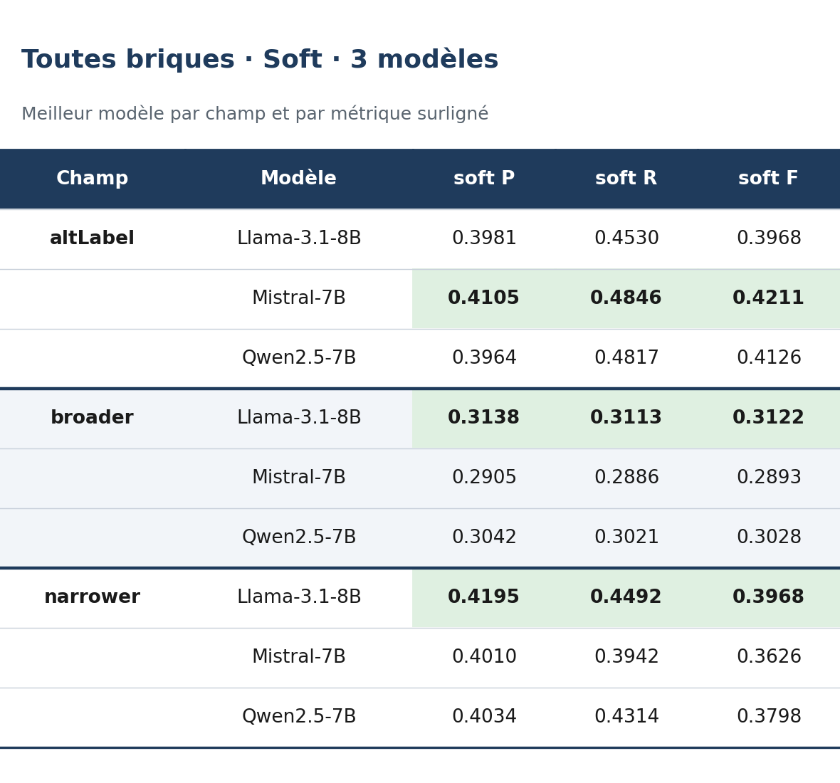 Toutes briques · Soft · 3 modèles
Meilleur modèle par champ et par métrique surligné
Champ Modèle soft P soft R soft F
altLabel Llama-3.1-8B 0.3981 0.4530 0.3968
Mistral-7B 0.4105 0.4846 0.4211
Qwen2.5-7B 0.3964 0.4817 0.4126
broader Llama-3.1-8B 0.3138 0.3113 0.3122
Mistral-7B 0.2905 0.2886 0.2893
Qwen2.5-7B 0.3042 0.3021 0.3028
narrower Llama-3.1-8B 0.4195 0.4492 0.3968
Mistral-7B 0.4010 0.3942 0.3626
Qwen2.5-7B 0.4034 0.4314 0.3798